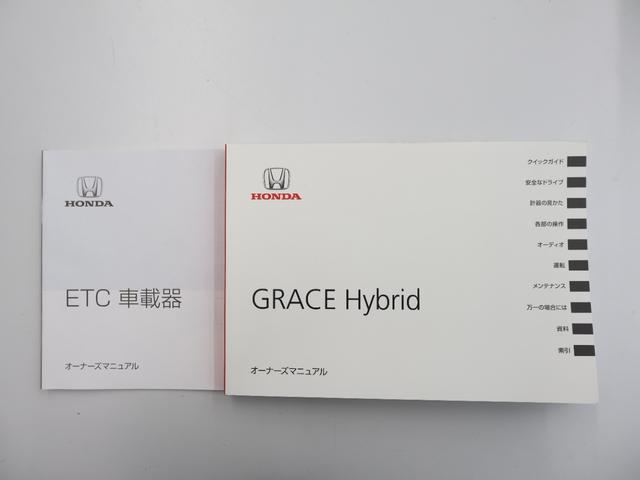 HONDA
ETC 車載器
オーナーズマニュアル
HONDA
GRACE Hybrid
オーナーズマニュアル
クイックガイド
安全なドライブ
計器の見かた
各部の操作
オーディオ
運転
メンテナンス
万一の場合には
資料
索引